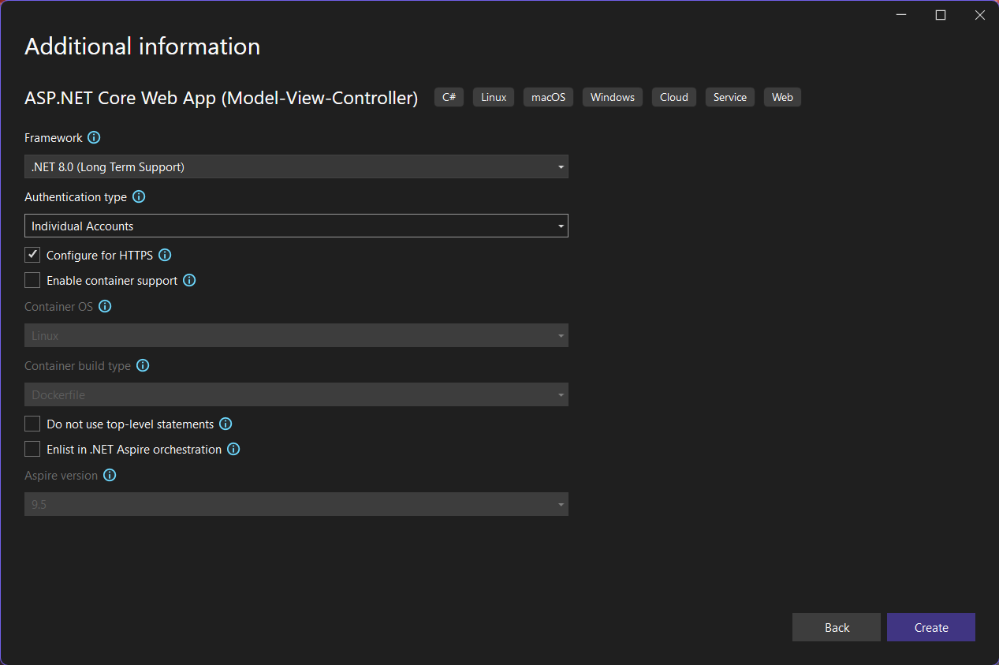 Additional information
ASP.NET Core Web App (Model-View-Controller) C# Linux macOS Windows Cloud Service Web
Framework
.NET 8.0 (Long Term Support)
Authentication type
Individual Accounts
Configure for HTTPS
Enable container support
Container OS
Linux
Container build type
Dockerfile
Do not use top-level statements
Enlist in .NET Aspire orchestration
Aspire version
9.5
Back Create